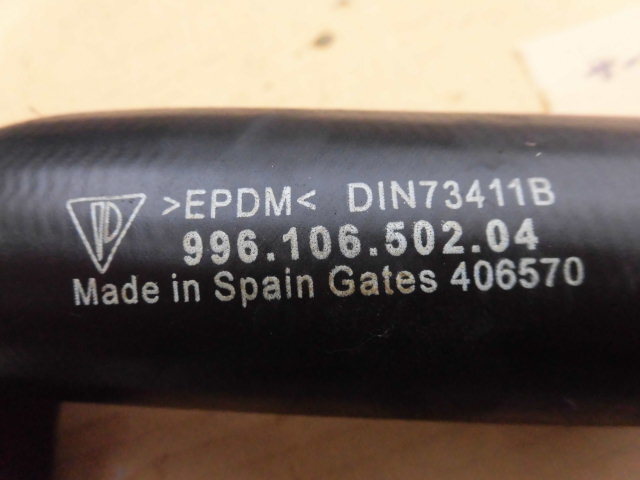 >EPDM< DIN73411B
996.106.502.04
Made in Spain Gates 406570